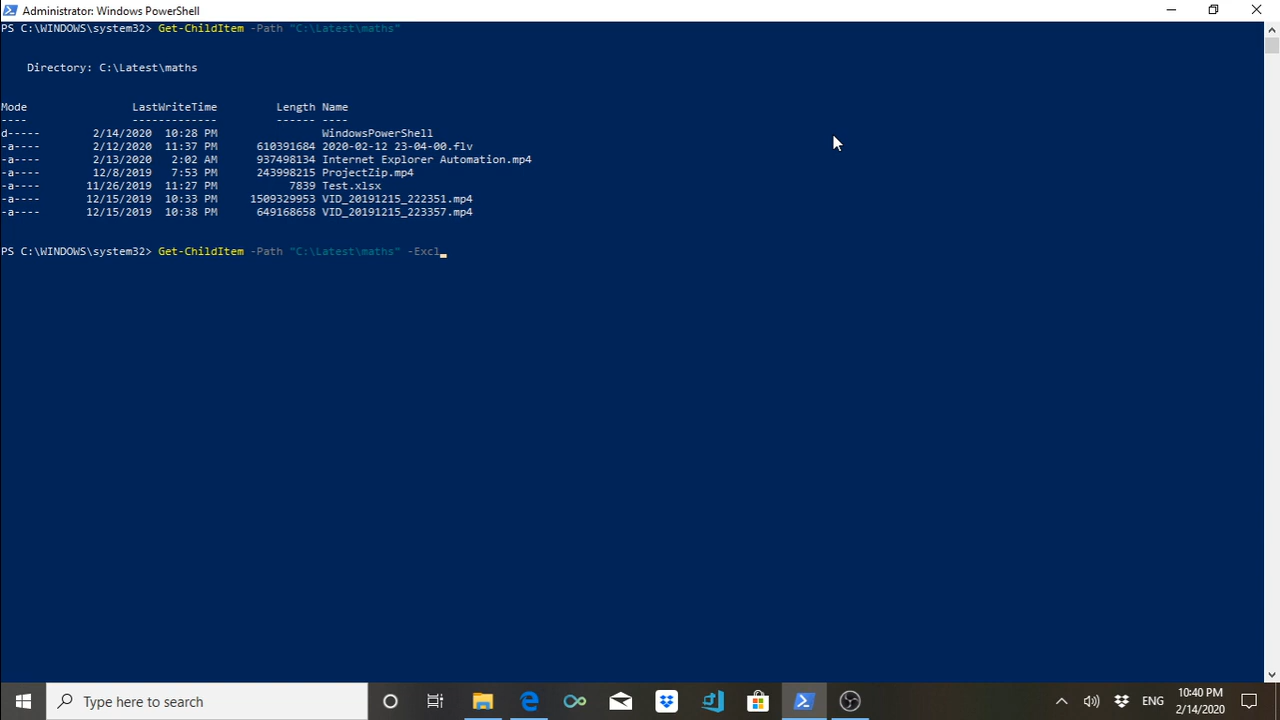 Administrator: Windows PowerShell
PS C:\WINDOWS\system32> Get-ChildItem -Path "C:\Latest\maths"
Directory: C:\Latest\maths
Mode LastWriteTime Length Name
---- ------------- ------ ----
d----- 2/14/2020 10:28 PM WindowsPowerShell
-a---- 2/12/2020 11:37 PM 610391684 2020-02-12 23-04-00.flv
-a---- 2/13/2020 2:02 AM 937498134 Internet Explorer Automation.mp4
-a---- 12/8/2019 7:53 PM 243998215 ProjectZip.mp4
-a---- 11/26/2019 11:27 PM 7839 Test.xlsx
-a---- 12/15/2019 10:33 PM 1509329953 VID_20191215_222351.mp4
-a---- 12/15/2019 10:38 PM 649168658 VID_20191215_223357.mp4
PS C:\WINDOWS\system32> Get-ChildItem -Path "C:\Latest\maths" -Excl
Type here to search
ENG
10:40 PM
2/14/2020